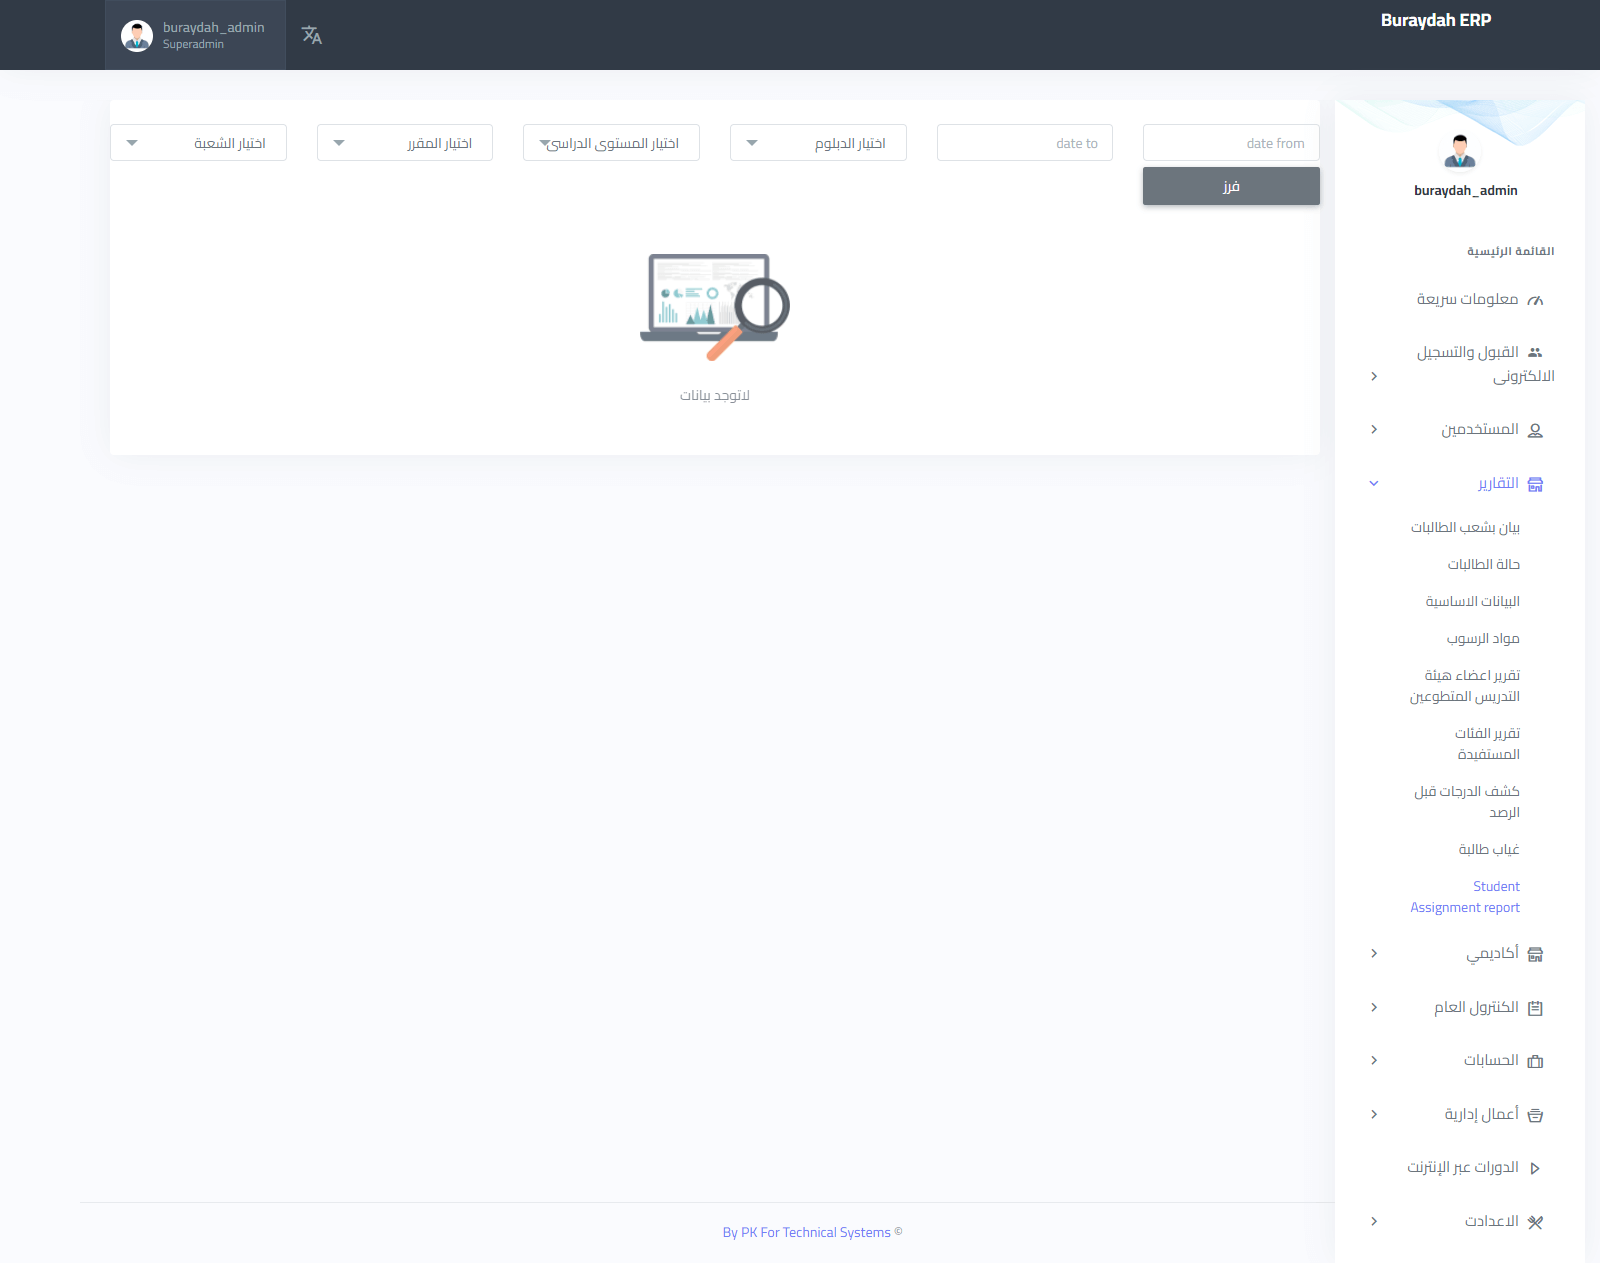 Buraydah ERP
buraydah_admin
Superadmin
date from
date to
اختيار الدبلوم
اختيار المستوى الدراسى
اختيار المقرر
اختيار الشعبة
فرز
لاتوجد بيانات
buraydah_admin
القائمة الرئيسية
معلومات سريعة
القبول والتسجيل
الالكترونى
المستخدمين
التقارير
بيان بشعب الطالبات
حالة الطالبات
البيانات الاساسية
مواد الرسوب
تقرير اعضاء هيئة
التدريس المتطوعين
تقرير الفئات
المستفيدة
كشف الدرجات قبل
الرصد
غياب طالبة
Student
Assignment report
أكاديمي
الكنترول العام
الحسابات
أعمال إدارية
الدورات عبر الإنترنت
الاعدادت
By PK For Technical Systems ©